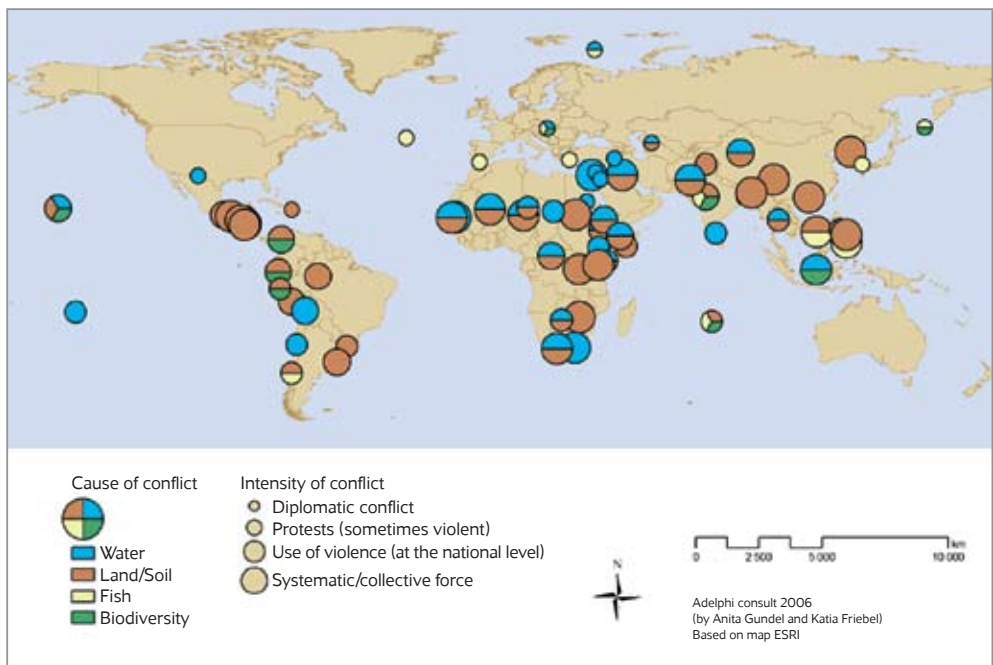 Cause of conflict
Water
Land/Soil
Fish
Biodiversity
Intensity of conflict
Diplomatic conflict
Protests (sometimes violent)
Use of violence (at the national level)
Systematic/collective force
N
km
0 2 500 5 000 10 000
Adelphi consult 2006
(by Anita Gundel and Katia Friebel)
Based on map ESRI